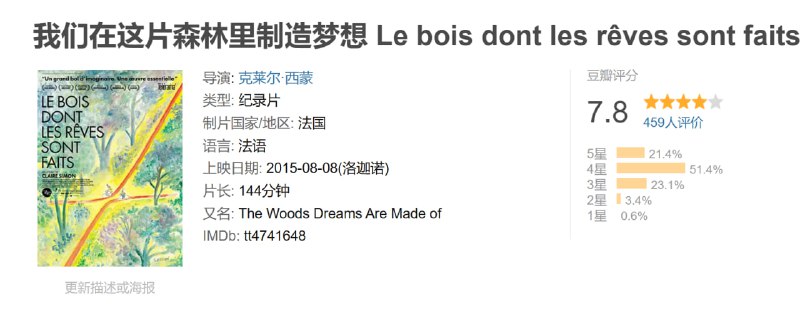 我们在这片森林里制造梦想 Le bois dont les rêves sont faits
"Un grand bol d'imaginaire. Une œuvre essentielle"
LE BOIS
DONT
LES RÊVES
SONT
FAITS
CLAIRE SIMON
更新描述或海报
导演: 克莱尔·西蒙
类型: 纪录片
制片国家/地区: 法国
语言: 法语
上映日期: 2015-08-08(洛迦诺)
片长: 144分钟
又名: The Woods Dreams Are Made of
IMDb: tt4741648
豆瓣评分
7.8
459人评价
5星 21.4%
4星 51.4%
3星 23.1%
2星 3.4%
1星 0.6%